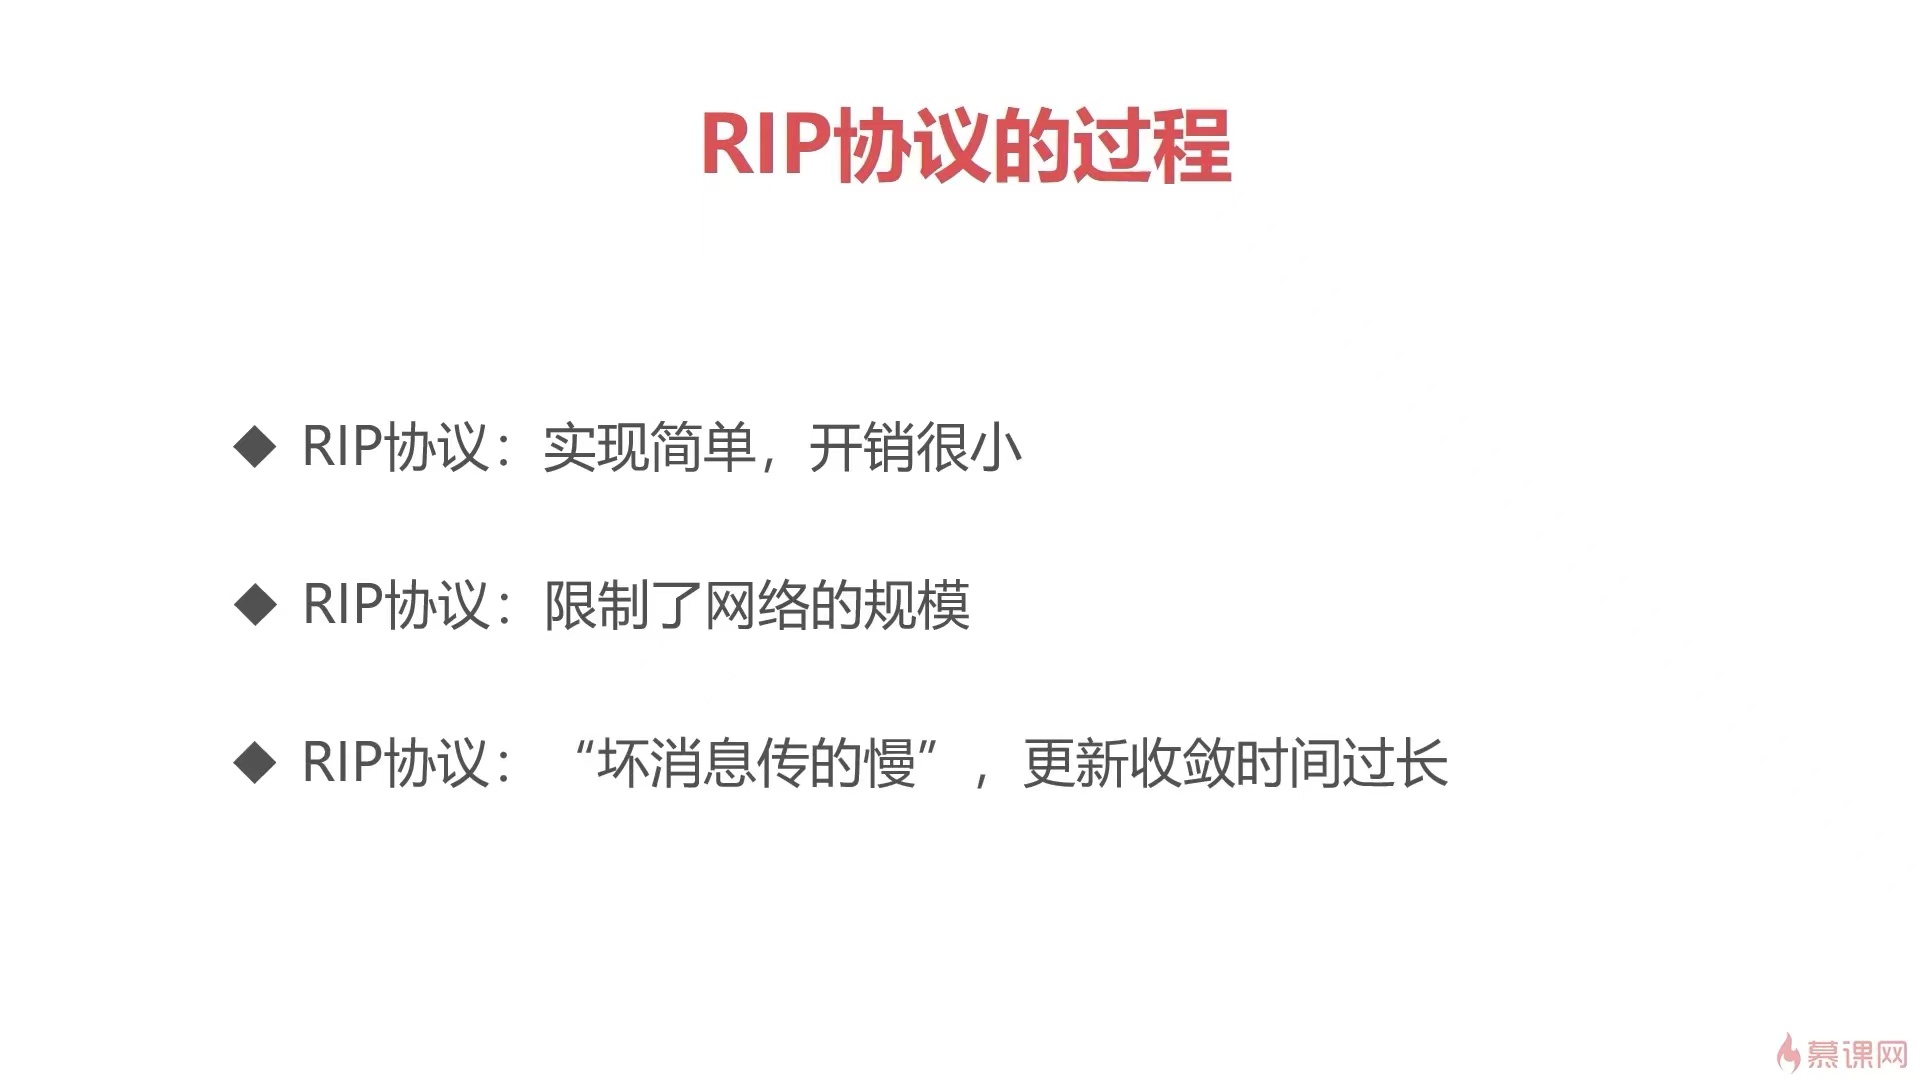 RIP协议的过程
◆ RIP协议：实现简单，开销很小
◆ RIP协议：限制了网络的规模
◆ RIP协议：“坏消息传的慢”，更新收敛时间过长
慕课网